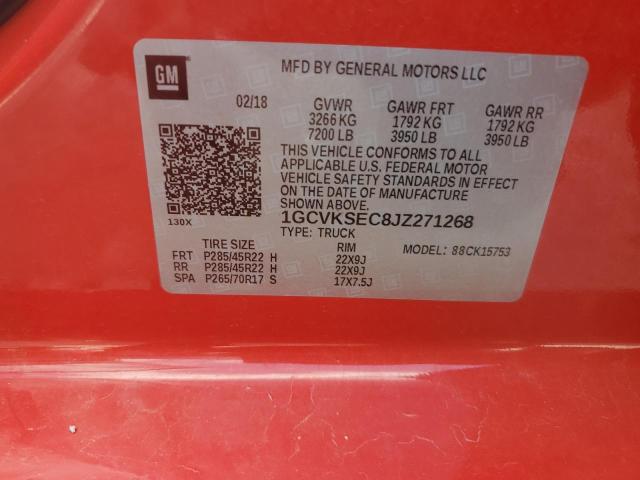 GM
MFD BY GENERAL MOTORS LLC
02/18 GVWR GAWR FRT GAWR RR
3266 KG 1792 KG 1792 KG
7200 LB 3950 LB 3950 LB
THIS VEHICLE CONFORMS TO ALL
APPLICABLE U.S. FEDERAL MOTOR
VEHICLE SAFETY STANDARDS IN EFFECT
ON THE DATE OF MANUFACTURE
SHOWN ABOVE.
130X
1GCVKSEC8JZ271268
TYPE: TRUCK MODEL: 88CK15753
TIRE SIZE RIM
FRT P285/45R22 H 22X9J
RR P285/45R22 H 22X9J
SPA P265/70R17 S 17X7.5J